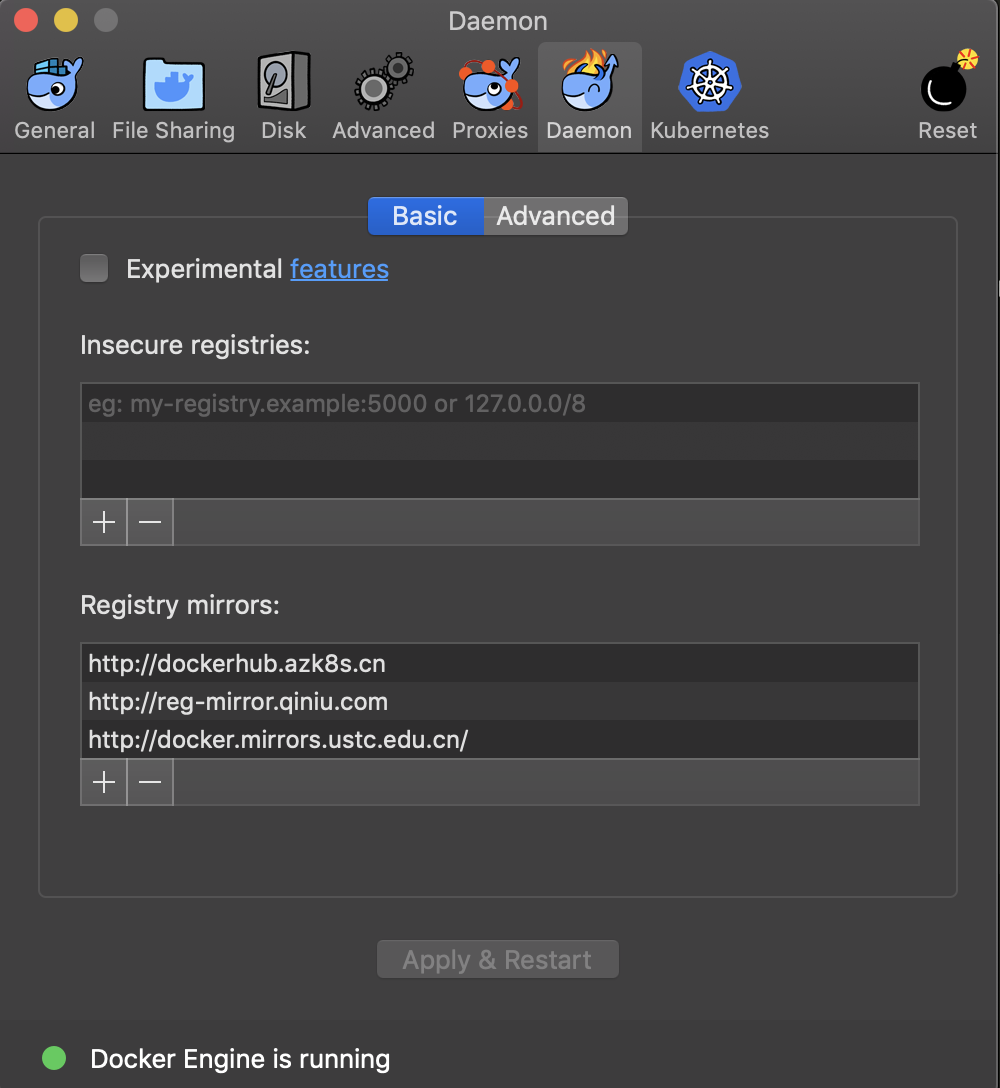 Daemon
General File Sharing Disk Advanced Proxies Daemon Kubernetes Reset
Basic Advanced
Experimental features
Insecure registries:
eg: my-registry.example:5000 or 127.0.0.0/8
Registry mirrors:
http://dockerhub.azk8s.cn
http://reg-mirror.qiniu.com
http://docker.mirrors.ustc.edu.cn/
Apply & Restart
Docker Engine is running